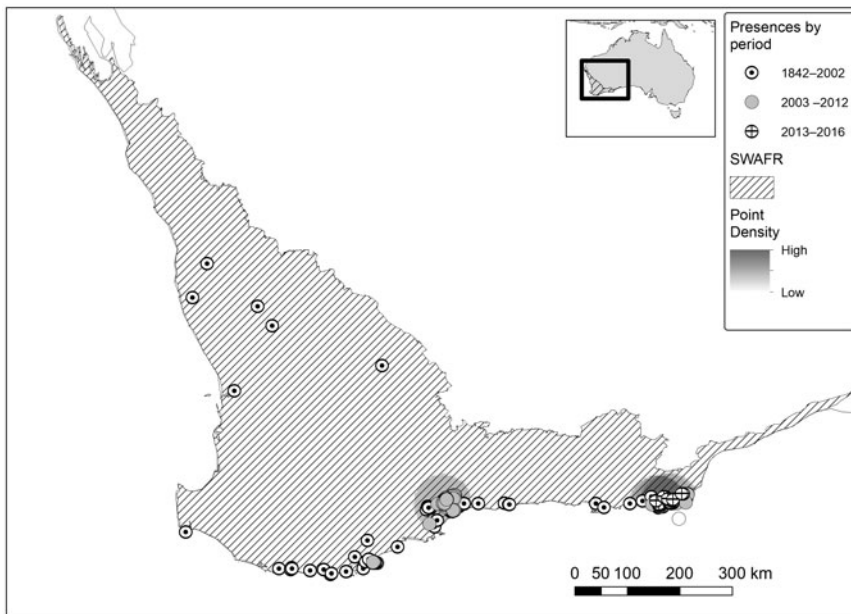 Presences by
period
1842–2002
2003 –2012
2013–2016
SWAFR
Point
Density
High
Low
0 50 100 200 300 km